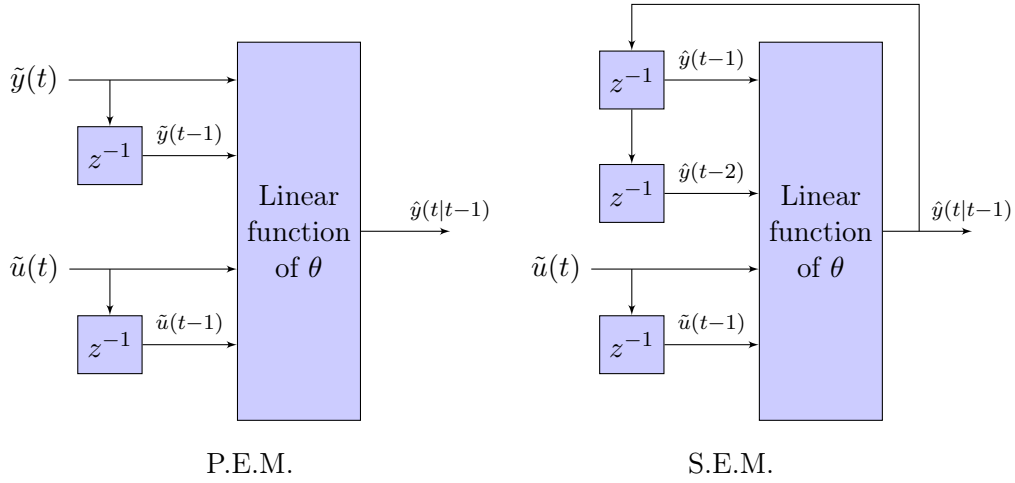 ỹ(t)
z⁻¹
ỹ(t−1)
ũ(t)
z⁻¹
ũ(t−1)
Linear
function
of θ
ŷ(t|t−1)
P.E.M.
z⁻¹
ŷ(t−1)
z⁻¹
ŷ(t−2)
ũ(t)
z⁻¹
ũ(t−1)
Linear
function
of θ
ŷ(t|t−1)
S.E.M.